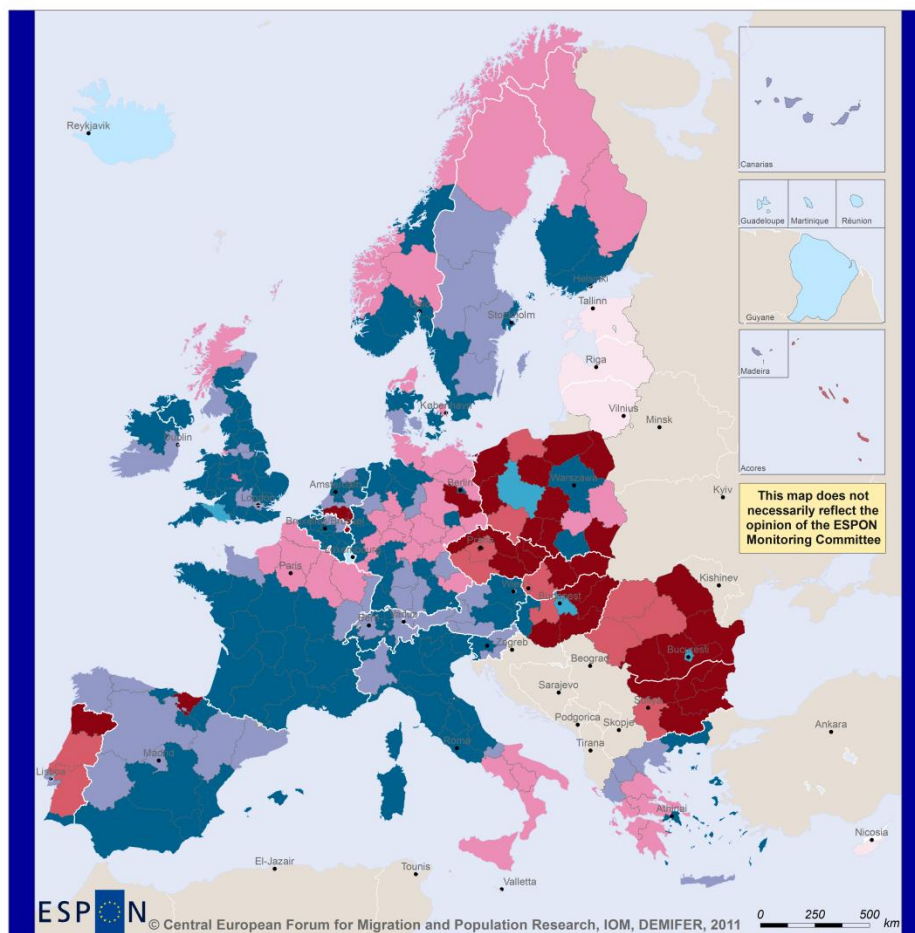 Reykjavik
Canarias
Guadeloupe
Martinique
Réunion
Guyane
Madeira
Acores
This map does not
necessarily reflect the
opinion of the ESPON
Monitoring Committee
Helsinki
Tallinn
Stockholm
Riga
København
Vilnius
Minsk
Dublin
London
Amsterdam
Berlin
Warszawa
Kyiv
Paris
Praha
Kishinev
Budapest
Bern
Zagreb
Beograd
Bucuresti
Sarajevo
Podgorica
Skopje
Sofia
Tirana
Roma
Madrid
Lisboa
Ankara
Athinai
Nicosia
El-Jazair
Tounis
Valletta
ESPON
© Central European Forum for Migration and Population Research, IOM, DEMIFER, 2011
0 250 500
km